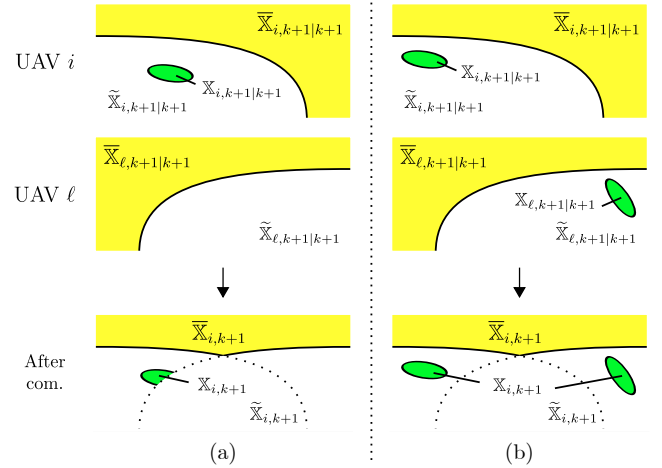 UAV i
X̅_{i,k+1|k+1}
𝕏_{i,k+1|k+1}
𝕏̃_{i,k+1|k+1}
X̅_{i,k+1|k+1}
𝕏_{i,k+1|k+1}
𝕏̃_{i,k+1|k+1}
UAV ℓ
X̅_{ℓ,k+1|k+1}
𝕏̃_{ℓ,k+1|k+1}
X̅_{ℓ,k+1|k+1}
𝕏_{ℓ,k+1|k+1}
𝕏̃_{ℓ,k+1|k+1}
After
com.
X̅_{i,k+1}
𝕏_{i,k+1}
𝕏̃_{i,k+1}
X̅_{i,k+1}
𝕏_{i,k+1}
𝕏̃_{i,k+1}
(a)
(b)